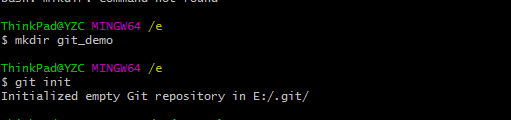 ThinkPad@YZC MINGW64 /e
$ mkdir git_demo
ThinkPad@YZC MINGW64 /e
$ git init
Initialized empty Git repository in E:/.git/